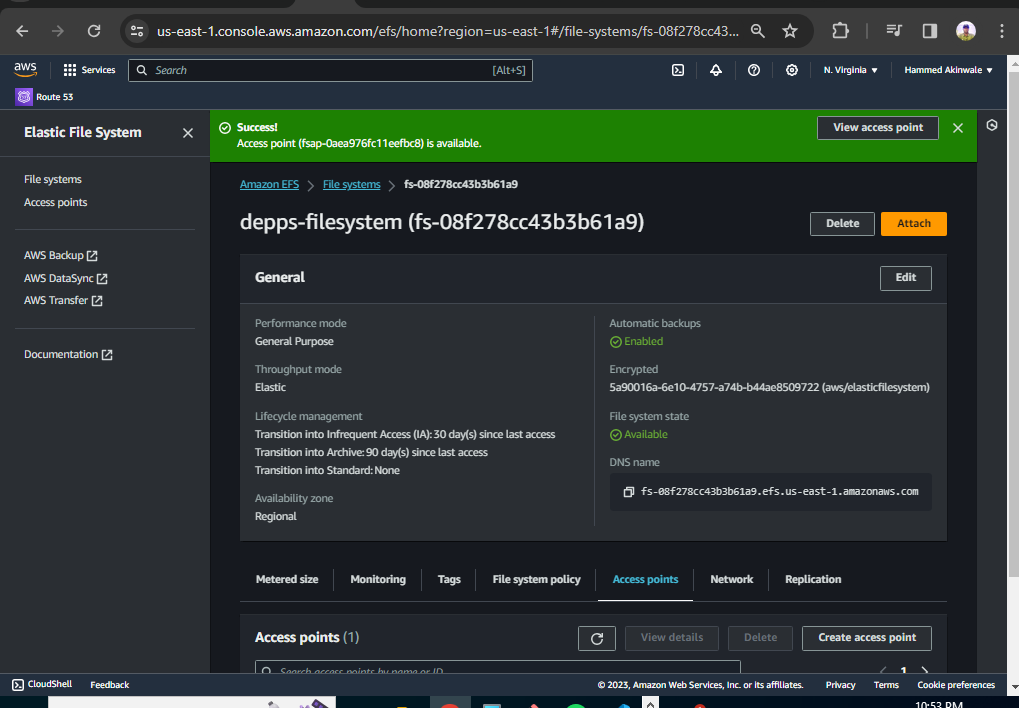 us-east-1.console.aws.amazon.com/efs/home?region=us-east-1#/file-systems/fs-08f278cc43...
aws
Services
Search
[Alt+S]
N. Virginia
Hammed Akinwale
Route 53
Elastic File System
File systems
Access points
AWS Backup
AWS DataSync
AWS Transfer
Documentation
Success!
Access point (fsap-0aea976fc11eefbc8) is available.
View access point
Amazon EFS
File systems
fs-08f278cc43b3b61a9
depps-filesystem (fs-08f278cc43b3b61a9)
Delete
Attach
General
Edit
Performance mode
General Purpose
Throughput mode
Elastic
Lifecycle management
Transition into Infrequent Access (IA): 30 day(s) since last access
Transition into Archive: 90 day(s) since last access
Transition into Standard: None
Availability zone
Regional
Automatic backups
Enabled
Encrypted
5a90016a-6e10-4757-a74b-b44ae8509722 (aws/elasticfilesystem)
File system state
Available
DNS name
fs-08f278cc43b3b61a9.efs.us-east-1.amazonaws.com
Metered size
Monitoring
Tags
File system policy
Access points
Network
Replication
Access points (1)
View details
Delete
Create access point
Search access points by name or ID
1
CloudShell
Feedback
© 2023, Amazon Web Services, Inc. or its affiliates.
Privacy
Terms
Cookie preferences
10:53 PM